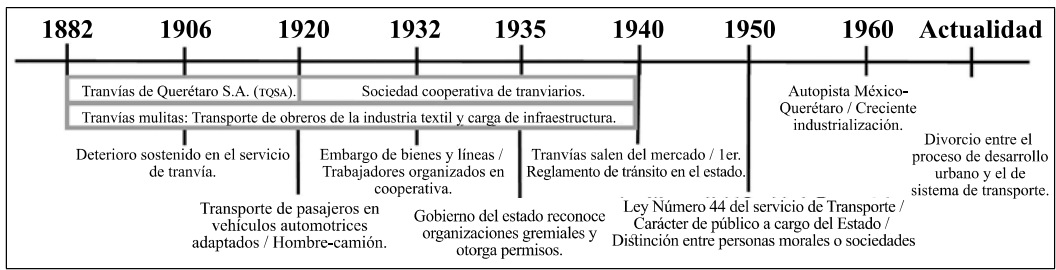 1882 1906 1920 1932 1935 1940 1950 1960 Actualidad
Tranvías de Querétaro S.A. (TQSA).
Sociedad cooperativa de tranviarios.
Tranvías mulitas: Transporte de obreros de la industria textil y carga de infraestructura.
Deterioro sostenido en el servicio
de tranvía.
Transporte de pasajeros en
vehículos automotrices
adaptados / Hombre-camión.
Embargo de bienes y líneas /
Trabajadores organizados en
cooperativa.
Gobierno del estado reconoce
organizaciones gremiales y
otorga permisos.
Tranvías salen del mercado / 1er.
Reglamento de tránsito en el estado.
Ley Número 44 del servicio de Transporte /
Carácter de público a cargo del Estado /
Distinción entre personas morales o sociedades
Autopista México-
Querétaro / Creciente
industrialización.
Divorcio entre el
proceso de desarrollo
urbano y el de
sistema de transporte.